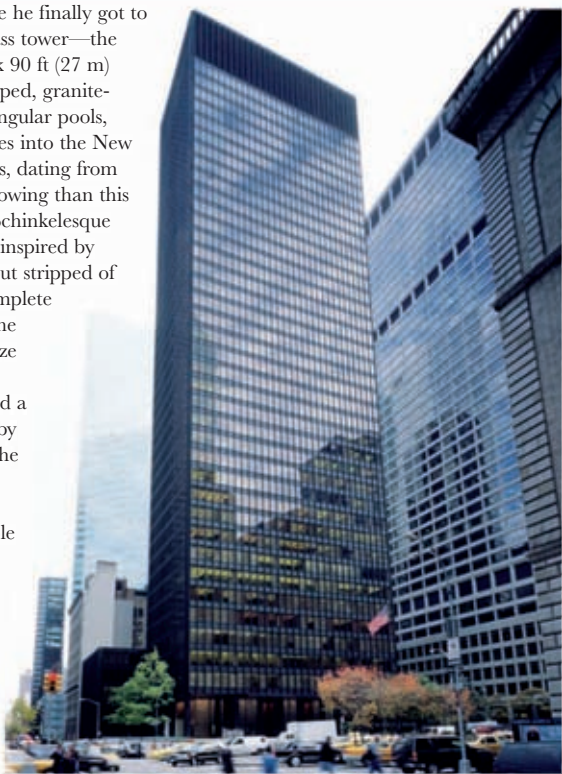 e he finally got to
ss tower—the
x 90 ft (27 m)
ped, granite-
ngular pools,
es into the New
s, dating from
owing than this
chinkelesque
inspired by
ut stripped of
mplete
ne
ze
d a
by
he
le